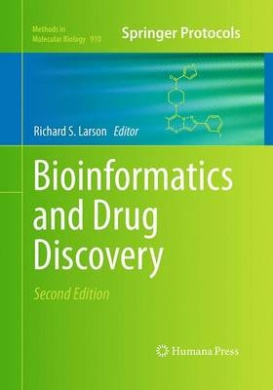 Methods in
Molecular Biology 910
Springer Protocols
Richard S. Larson Editor
Bioinformatics
and Drug
Discovery
Second Edition
Humana Press